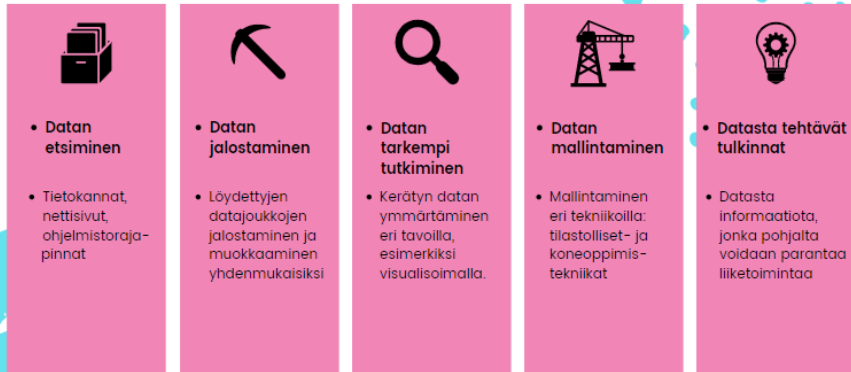 • Datan
etsiminen
• Tietokannat,
nettisivut,
ohjelmistoraja-
pinnat
• Datan
jalostaminen
• Löydettyjen
datajoukkojen
jalostaminen ja
muokkaaminen
yhdenmukaisiksi
• Datan
tarkempi
tutkiminen
• Kerätyn datan
ymmärtäminen
eri tavoilla,
esimerkiksi
visualisoimalla.
• Datan
mallintaminen
• Mallintaminen
eri tekniikoilla:
tilastolliset- ja
koneoppimis-
tekniikat
• Datasta tehtävät
tulkinnat
• Datasta
informaatiota,
jonka pohjalta
voidaan parantaa
liiketoimintaa